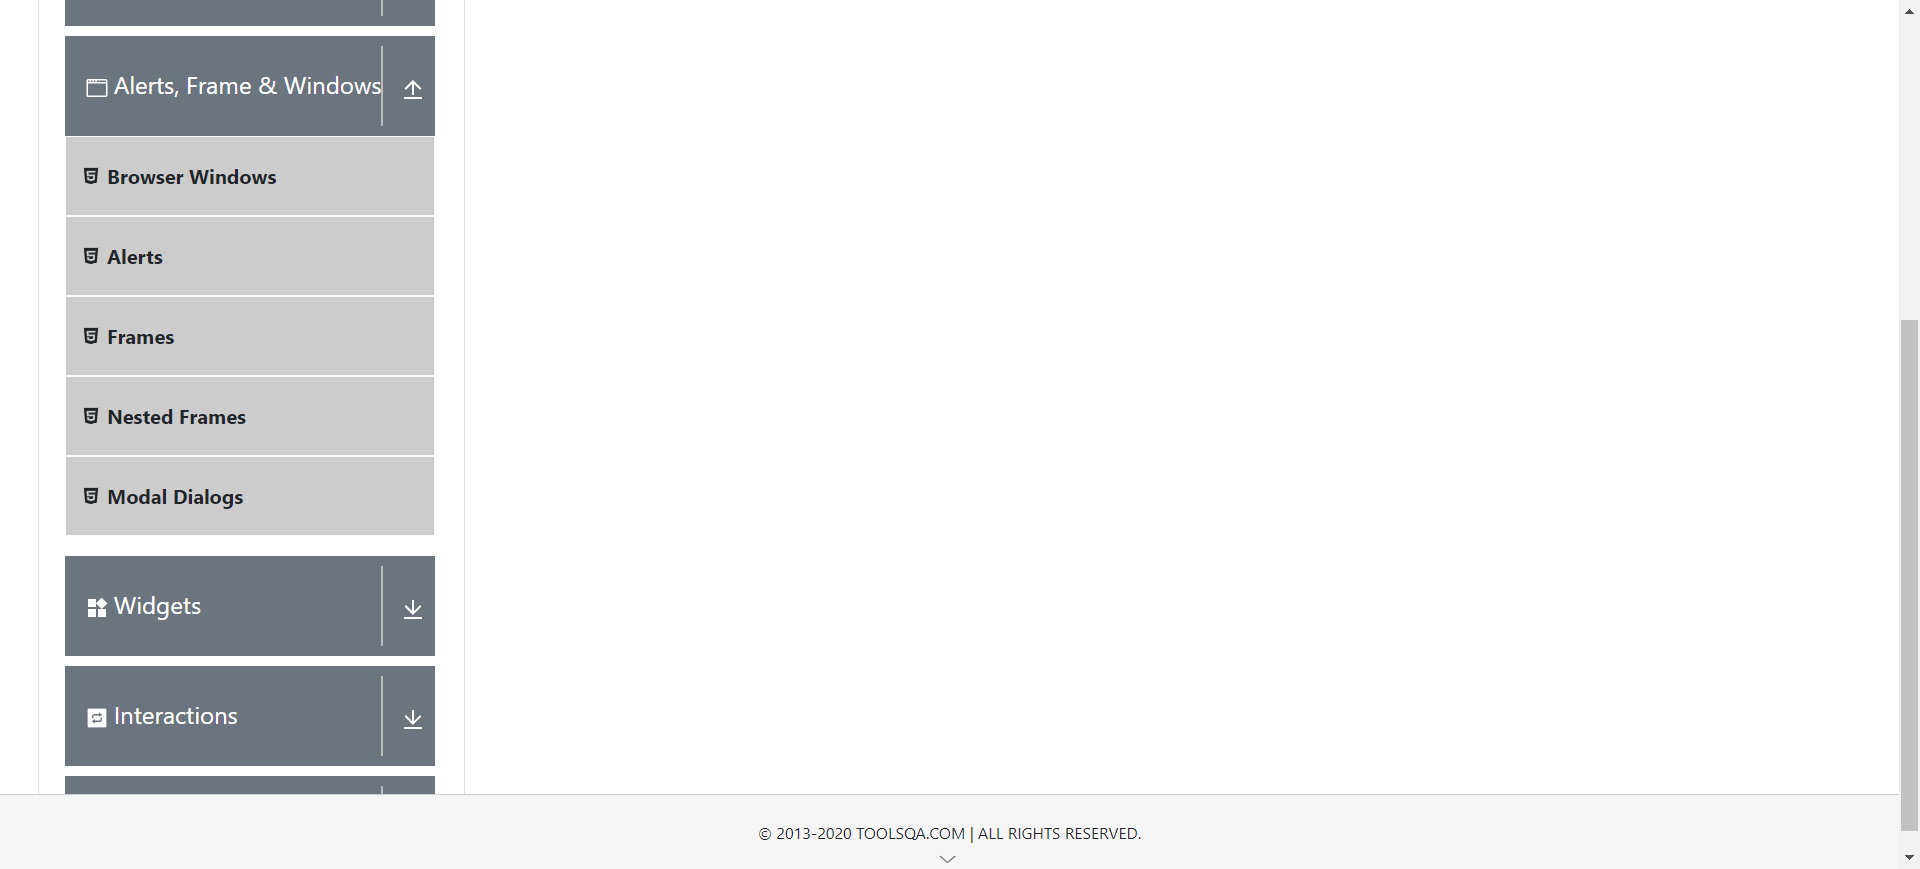 Alerts, Frame & Windows
Browser Windows
Alerts
Frames
Nested Frames
Modal Dialogs
Widgets
Interactions
© 2013-2020 TOOLSQA.COM | ALL RIGHTS RESERVED.